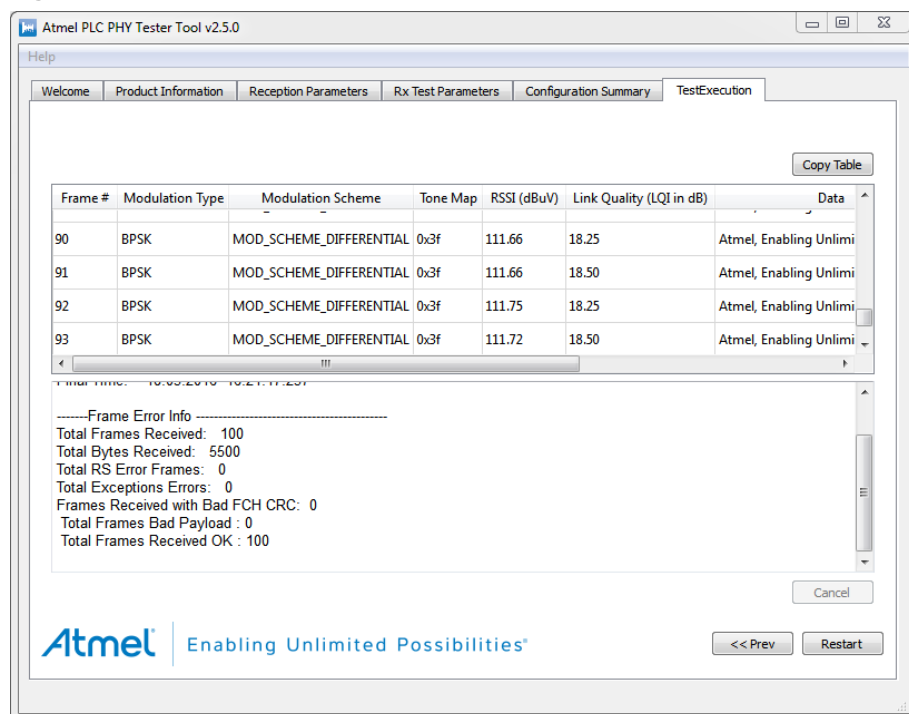 Atmel PLC PHY Tester Tool v2.5.0
Help
Welcome Product Information Reception Parameters Rx Test Parameters Configuration Summary TestExecution
Copy Table
Frame # Modulation Type Modulation Scheme Tone Map RSSI (dBuV) Link Quality (LQI in dB) Data
90 BPSK MOD_SCHEME_DIFFERENTIAL 0x3f 111.66 18.25 Atmel, Enabling Unlimi
91 BPSK MOD_SCHEME_DIFFERENTIAL 0x3f 111.66 18.50 Atmel, Enabling Unlimi
92 BPSK MOD_SCHEME_DIFFERENTIAL 0x3f 111.75 18.25 Atmel, Enabling Unlimi
93 BPSK MOD_SCHEME_DIFFERENTIAL 0x3f 111.72 18.50 Atmel, Enabling Unlimi
-------Frame Error Info --------------------------------------------
Total Frames Received: 100
Total Bytes Received: 5500
Total RS Error Frames: 0
Total Exceptions Errors: 0
Frames Received with Bad FCH CRC: 0
Total Frames Bad Payload : 0
Total Frames Received OK : 100
Cancel
Atmel Enabling Unlimited Possibilities®
<< Prev Restart